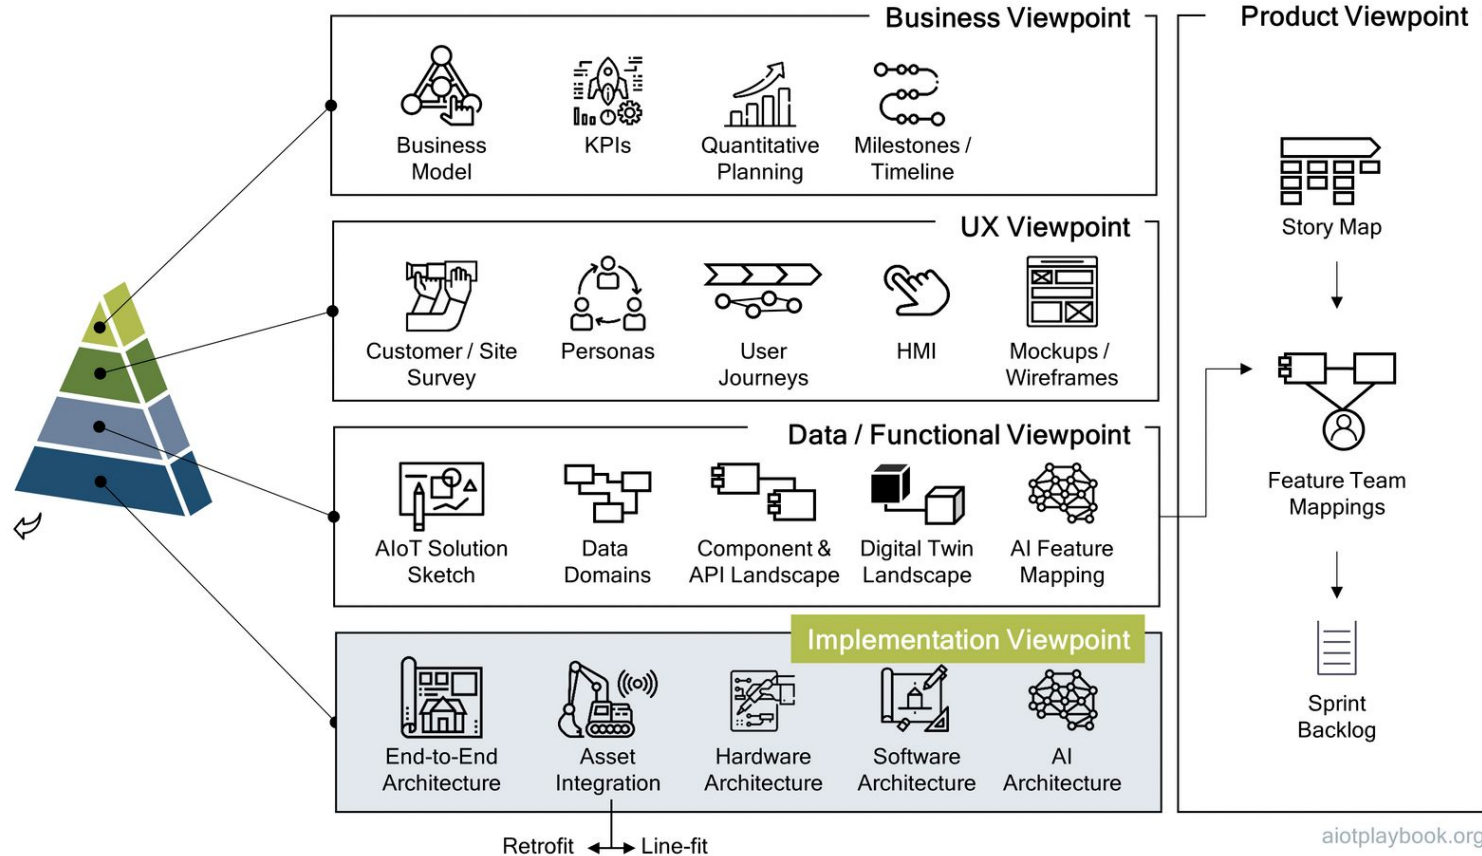 Business Viewpoint
Business
Model
KPIs
Quantitative
Planning
Milestones /
Timeline
UX Viewpoint
Customer / Site
Survey
Personas
User
Journeys
HMI
Mockups /
Wireframes
Data / Functional Viewpoint
AIoT Solution
Sketch
Data
Domains
Component &
API Landscape
Digital Twin
Landscape
AI Feature
Mapping
Implementation Viewpoint
End-to-End
Architecture
Asset
Integration
Hardware
Architecture
Software
Architecture
AI
Architecture
Retrofit
Line-fit
Product Viewpoint
Story Map
Feature Team
Mappings
Sprint
Backlog
aiotplaybook.org